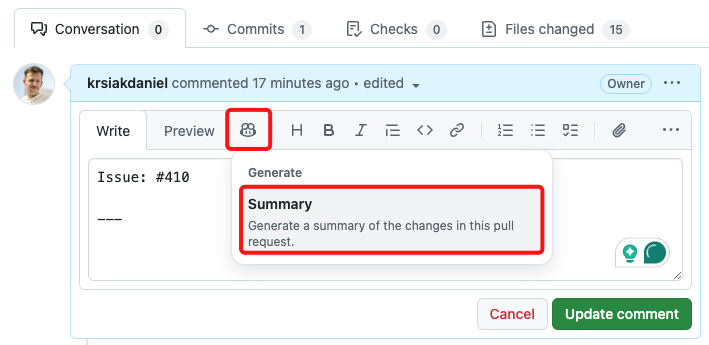 Conversation 0 Commits 1 Checks 0 Files changed 15
krsiakdaniel commented 17 minutes ago • edited Owner
Write Preview H B I
Generate
Issue: #410
Summary
___
Generate a summary of the changes in this pull
request.
Cancel Update comment